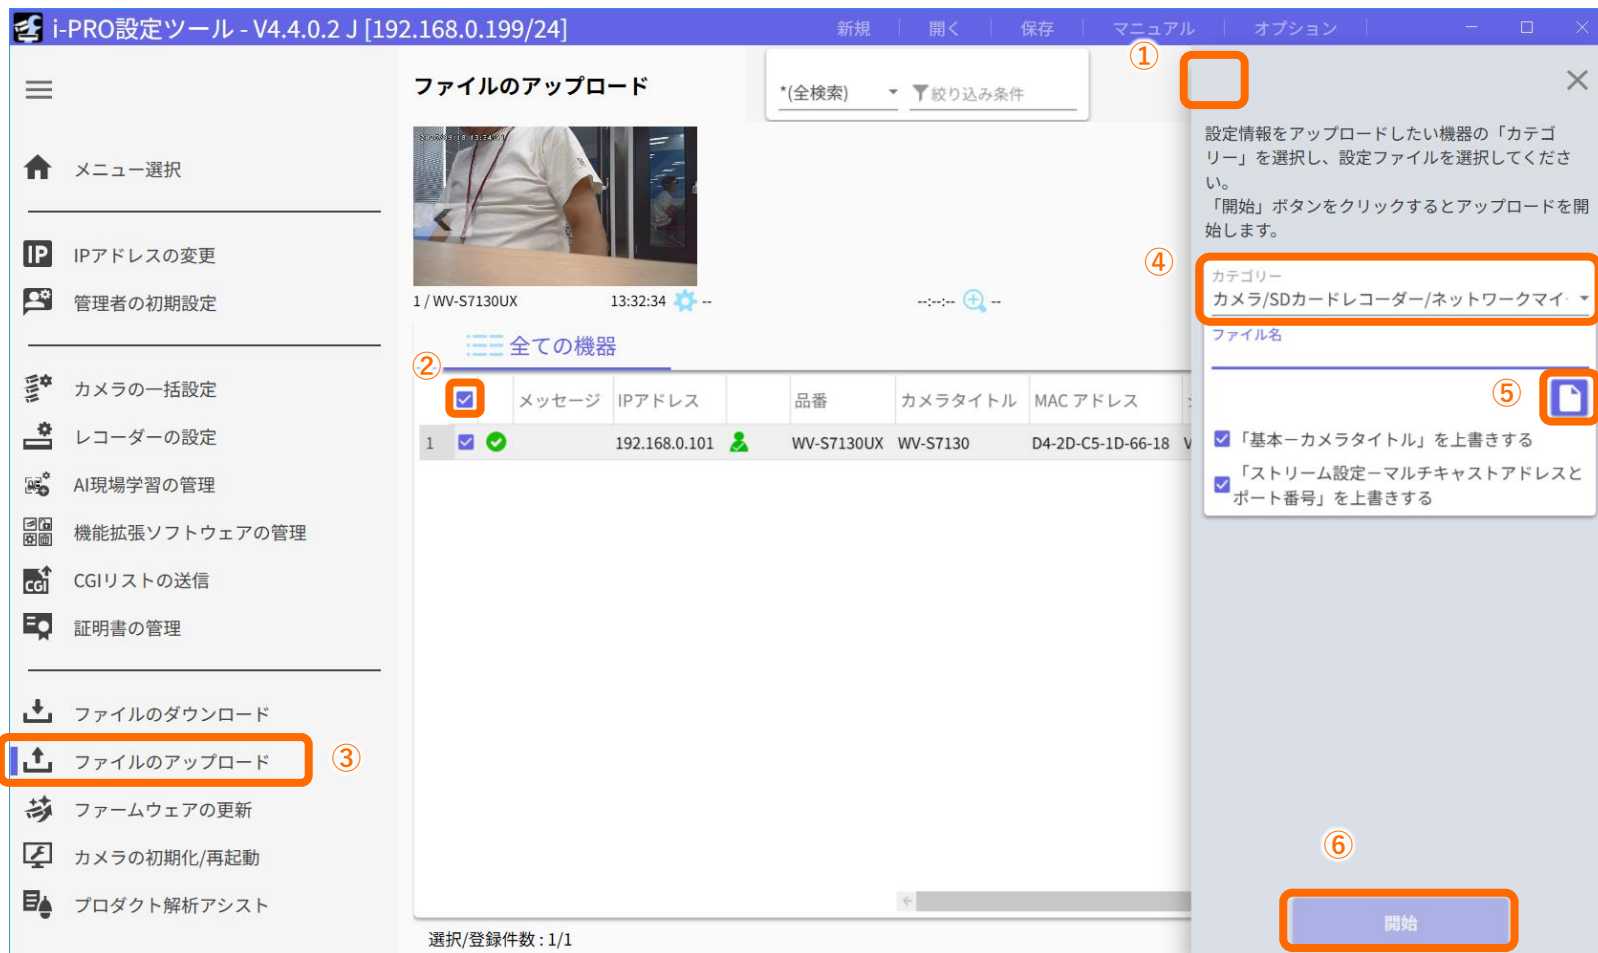 i-PRO設定ツール - V4.4.0.2 J [192.168.0.199/24]
新規
開く
保存
マニュアル
オプション
①
ファイルのアップロード
*(全検索)
絞り込み条件
メニュー選択
IPアドレスの変更
管理者の初期設定
カメラの一括設定
レコーダーの設定
AI現場学習の管理
機能拡張ソフトウェアの管理
CGI
CGIリストの送信
証明書の管理
ファイルのダウンロード
ファイルのアップロード
③
ファームウェアの更新
カメラの初期化/再起動
プロダクト解析アシスト
1 / WV-S7130UX
13:32:34
--
--:--:--
--
全ての機器
②
メッセージ
IPアドレス
品番
カメラタイトル
MAC アドレス
1
192.168.0.101
WV-S7130UX
WV-S7130
D4-2D-C5-1D-66-18
V
選択/登録件数 : 1/1
設定情報をアップロードしたい機器の「カテゴ
リー」を選択し、設定ファイルを選択してくださ
い。
「開始」ボタンをクリックするとアップロードを開
始します。
④
カテゴリー
カメラ/SDカードレコーダー/ネットワークマイ
ファイル名
⑤
「基本－カメラタイトル」を上書きする
「ストリーム設定－マルチキャストアドレスと
ポート番号」を上書きする
⑥
開始